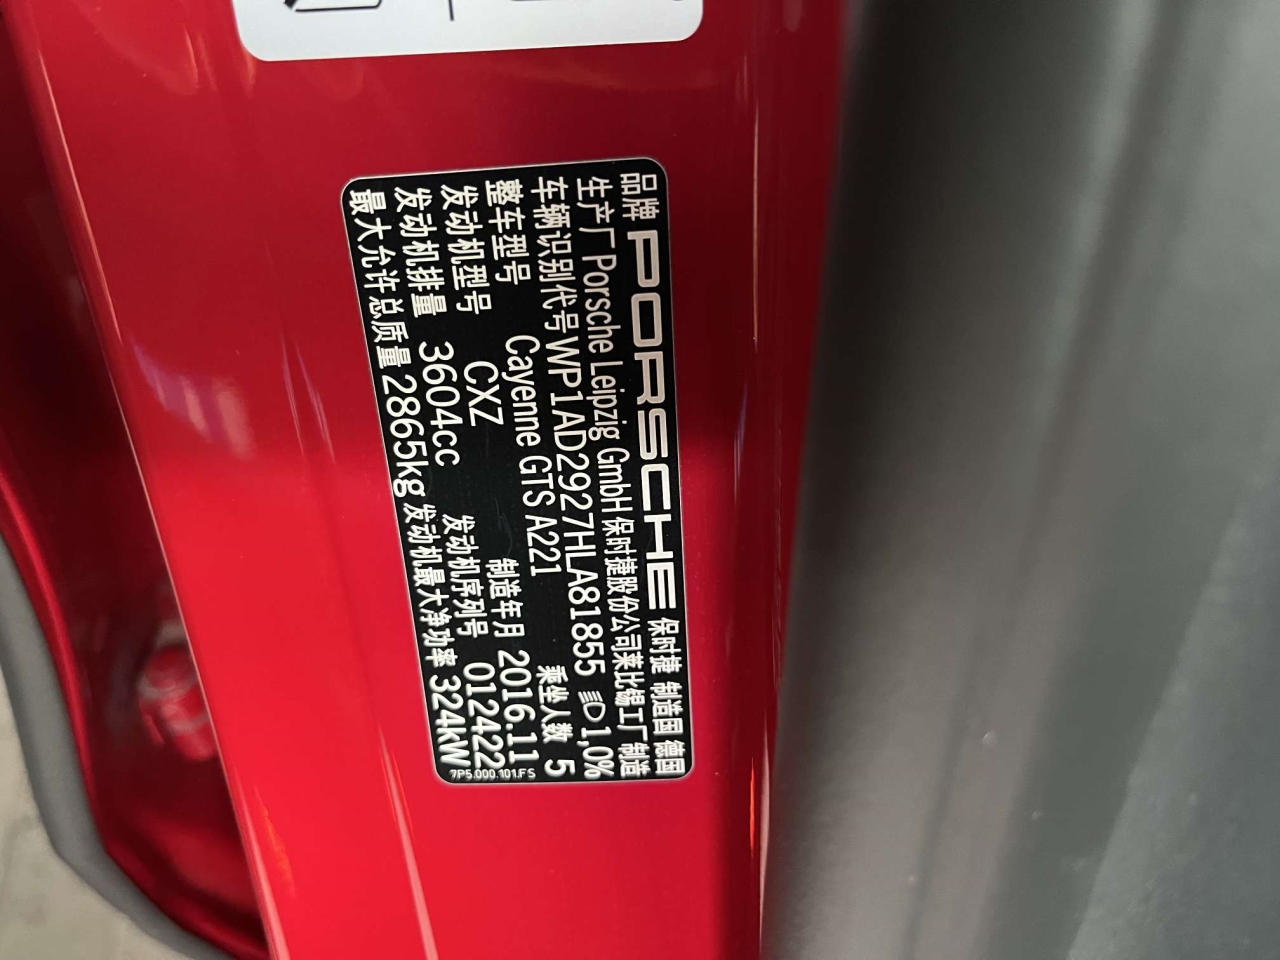 品牌 PORSCHE 保时捷 制造国 德国
生产厂 Porsche Leipzig GmbH 保时捷股份公司莱比锡工厂 制造
车辆识别代号 WP1AD2927HLA81855 1,0%
整车型号 Cayenne GTS A221 乘坐人数 5
发动机型号 CXZ 制造年月 2016.11
发动机排量 3604cc 发动机序列号 012422
最大允许总质量 2865kg 发动机最大净功率 324kW
7P5.000.101.FS